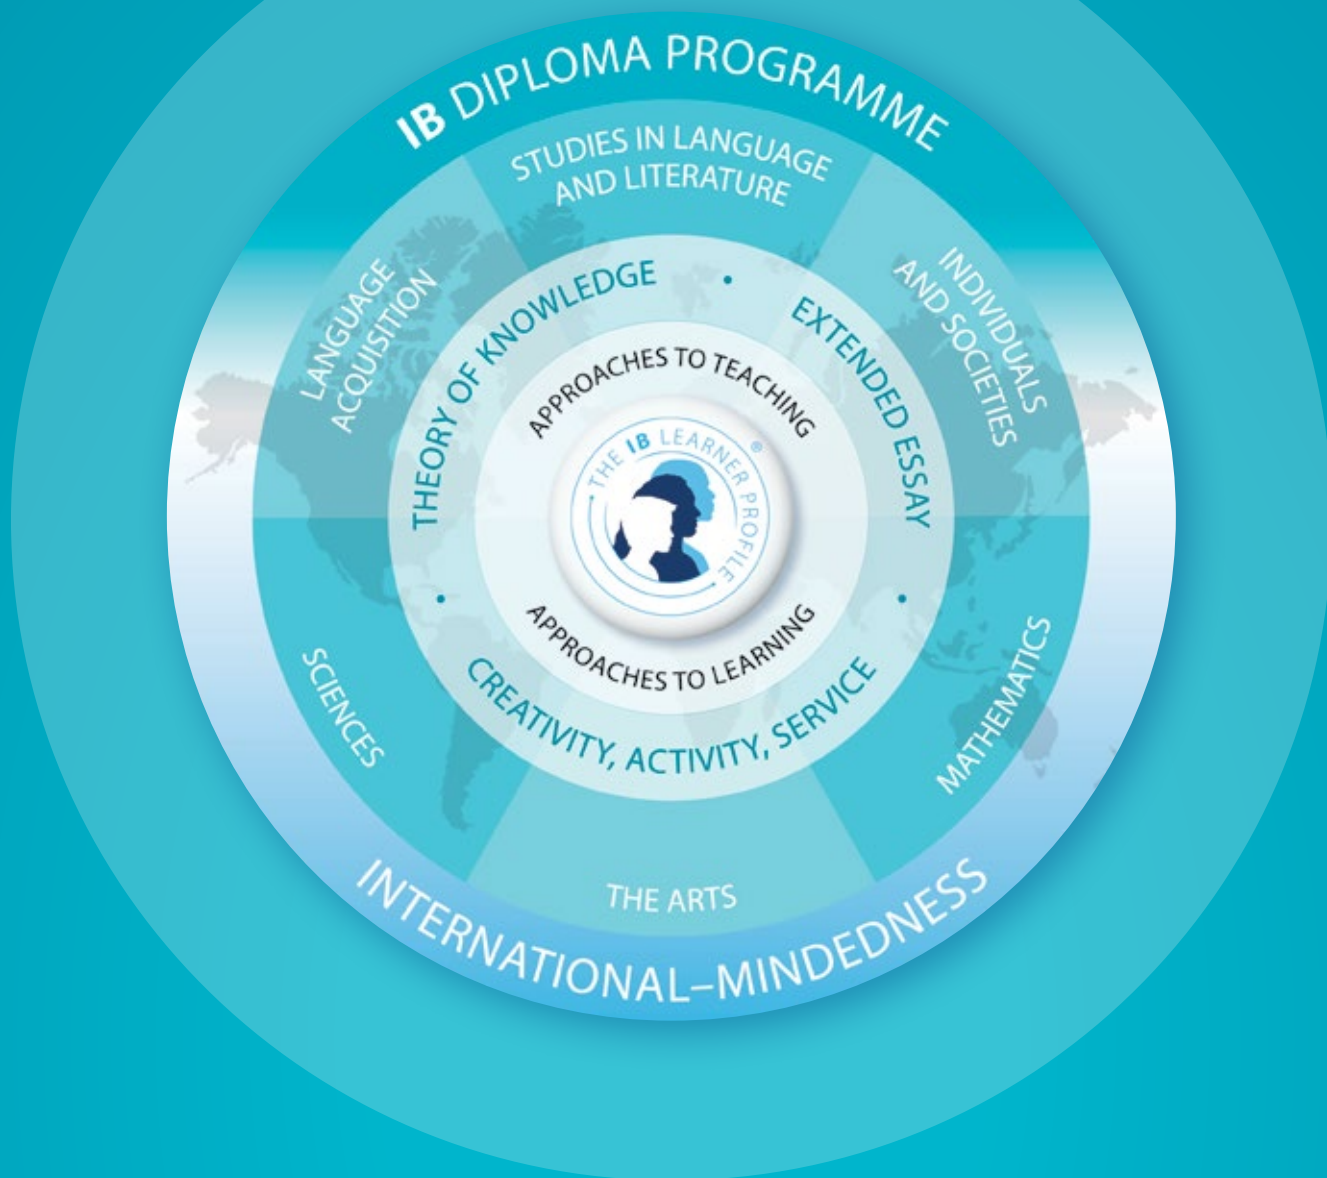 IB DIPLOMA PROGRAMME
STUDIES IN LANGUAGE
AND LITERATURE
LANGUAGE
ACQUISITION
INDIVIDUALS
AND SOCIETIES
THEORY OF KNOWLEDGE
•
EXTENDED ESSAY
APPROACHES TO TEACHING
• THE IB LEARNER PROFILE •
®
APPROACHES TO LEARNING
•
•
CREATIVITY, ACTIVITY, SERVICE
SCIENCES
MATHEMATICS
THE ARTS
INTERNATIONAL–MINDEDNESS